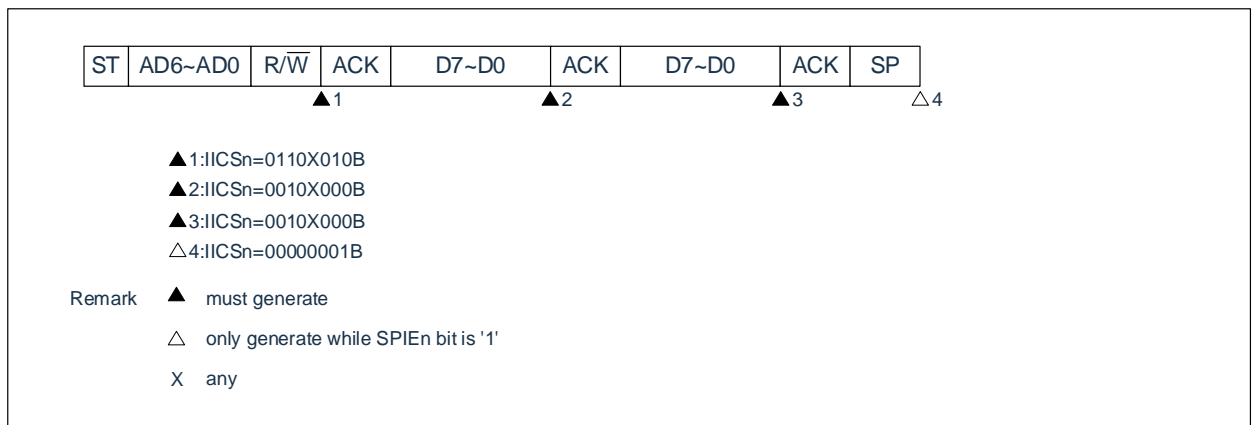 ST AD6~AD0 R/W̅ ACK D7~D0 ACK D7~D0 ACK SP
▲1 ▲2 ▲3 △4
▲1:IICSn=0110X010B
▲2:IICSn=0010X000B
▲3:IICSn=0010X000B
△4:IICSn=00000001B
Remark ▲ must generate
△ only generate while SPIEn bit is '1'
X any